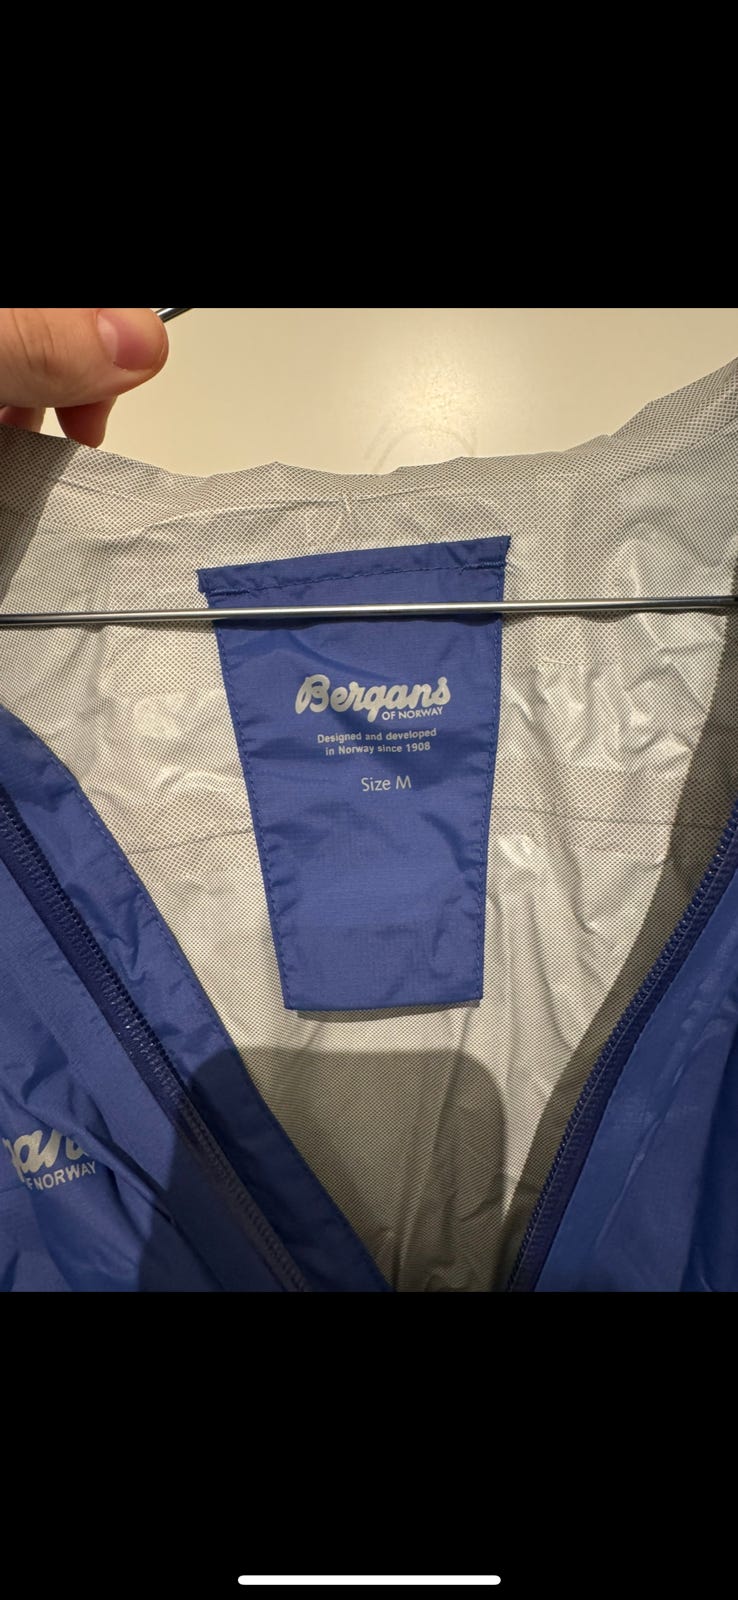 Bergans
OF NORWAY
Designed and developed
in Norway since 1908
Size M
OF NORWAY